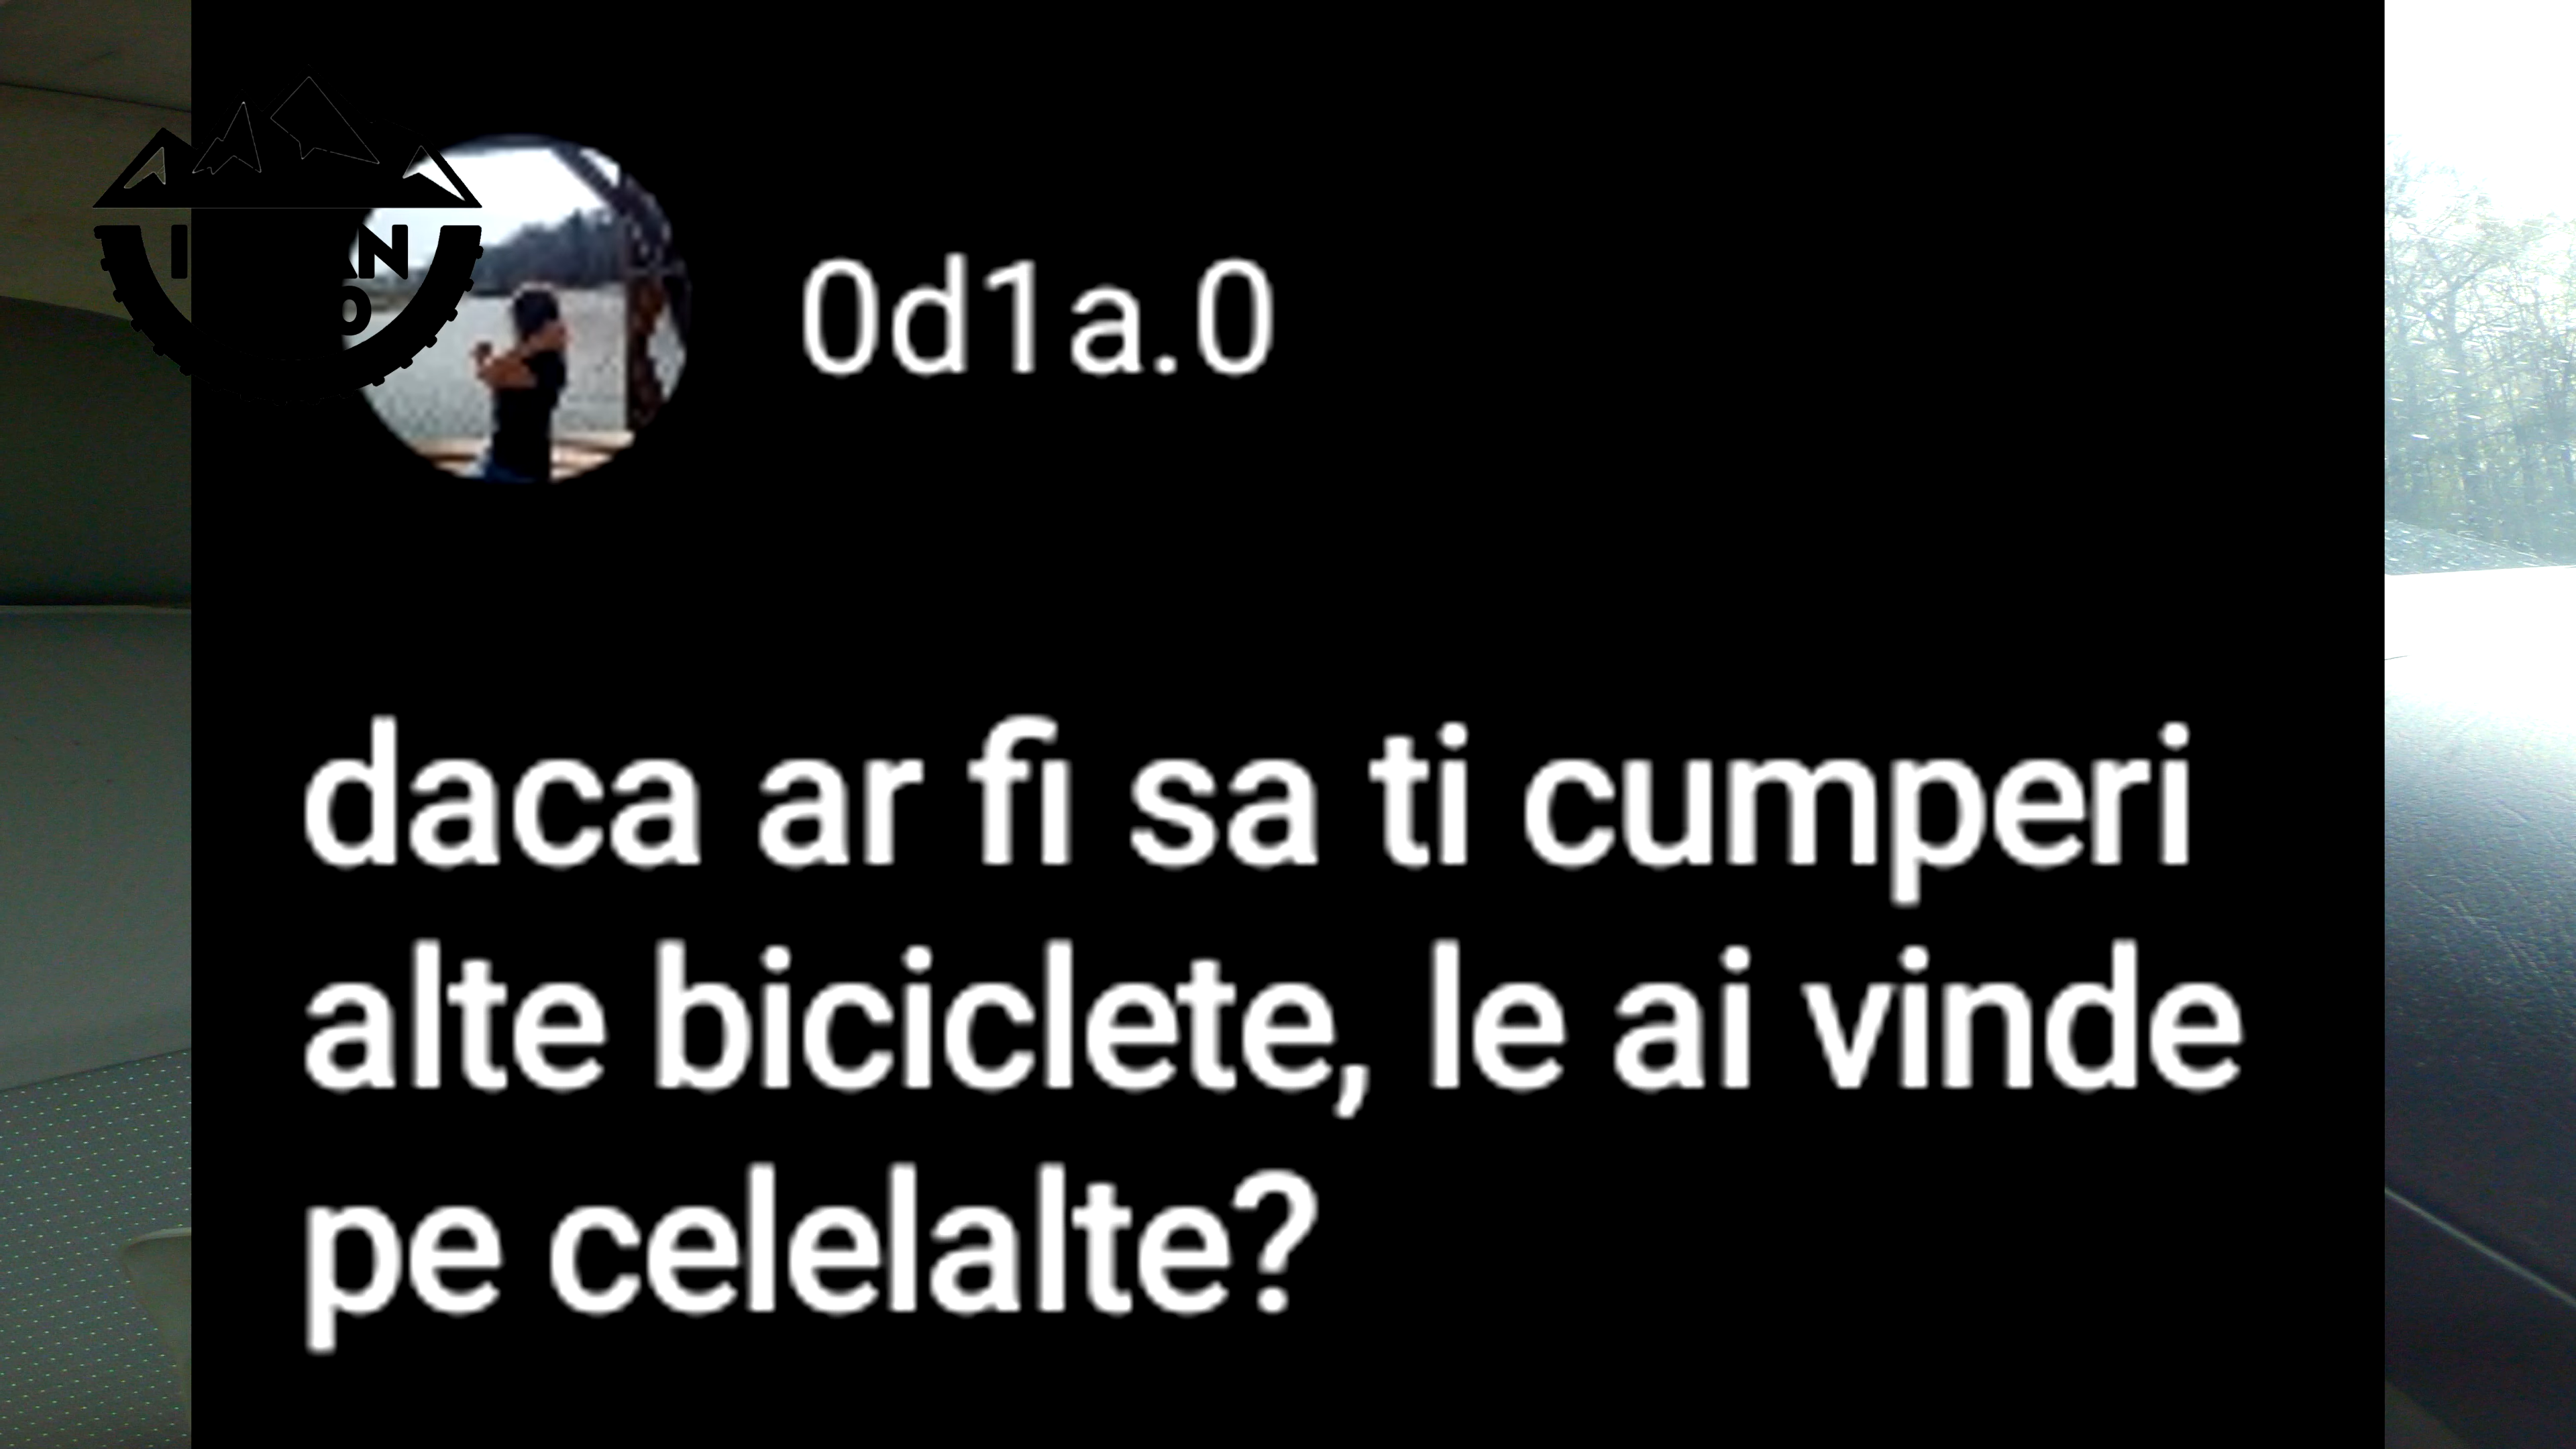 0d1a.0
daca ar fi sa ti cumperi
alte biciclete, le ai vinde
pe celelalte?